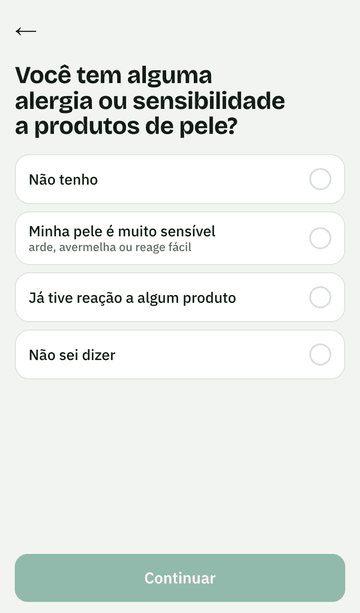 ←
Você tem alguma
alergia ou sensibilidade
a produtos de pele?
Não tenho
Minha pele é muito sensível
arde, avermelha ou reage fácil
Já tive reação a algum produto
Não sei dizer
Continuar